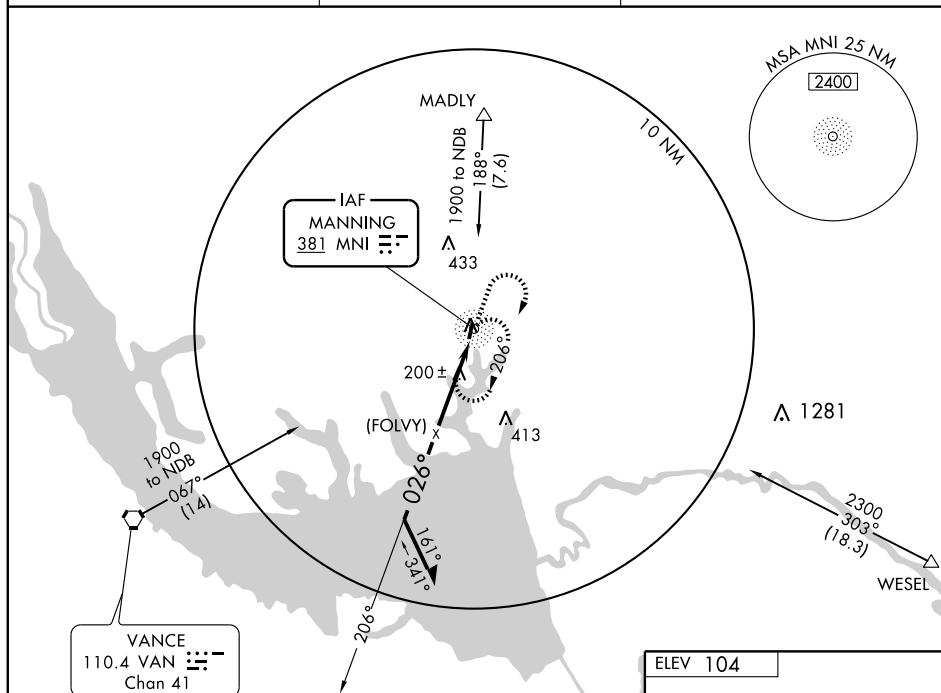 MSA MNI 25 NM
2400
MADLY
10 NM
1900 to NDB
188°
(7.6)
IAF
MANNING
381 MNI
433
206°
200 ±
(FOLVY)
X
413
1281
026°
1900
to NDB
067°
(14)
161°
341°
2300
303°
(18.3)
WESEL
206°
VANCE
110.4 VAN
Chan 41
ELEV 104